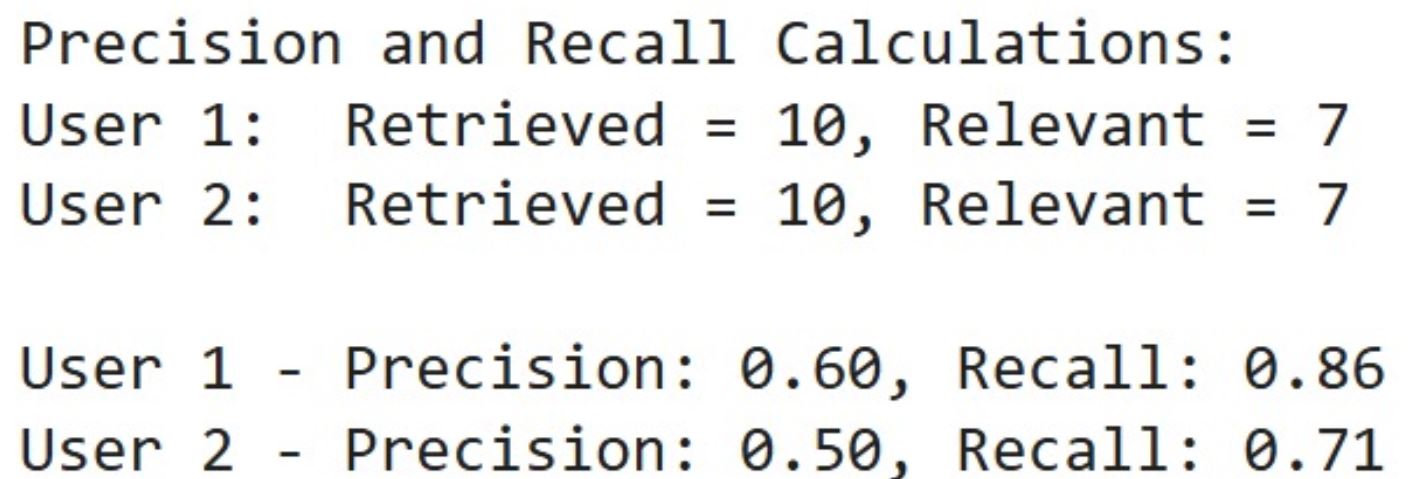 Precision and Recall Calculations:
User 1:  Retrieved = 10, Relevant = 7
User 2:  Retrieved = 10, Relevant = 7

User 1 - Precision: 0.60, Recall: 0.86
User 2 - Precision: 0.50, Recall: 0.71